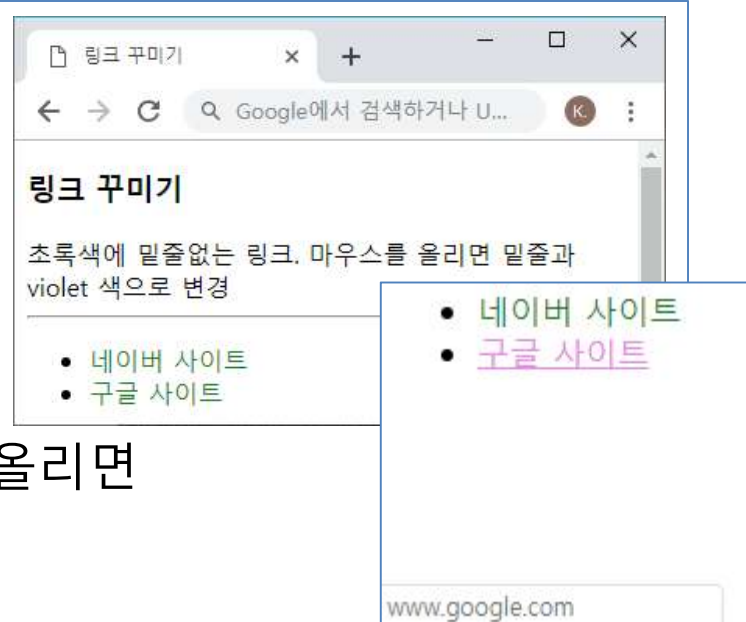 링크 꾸미기
Google에서 검색하거나 U...
K.
링크 꾸미기
초록색에 밑줄없는 링크. 마우스를 올리면 밑줄과
violet 색으로 변경
네이버 사이트
구글 사이트
네이버 사이트
구글 사이트
올리면
www.google.com